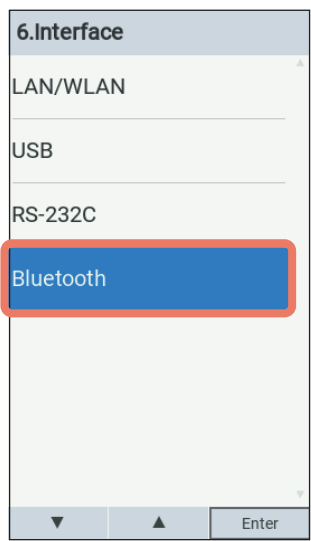 6.Interface
LAN/WLAN
USB
RS-232C
Bluetooth
Enter